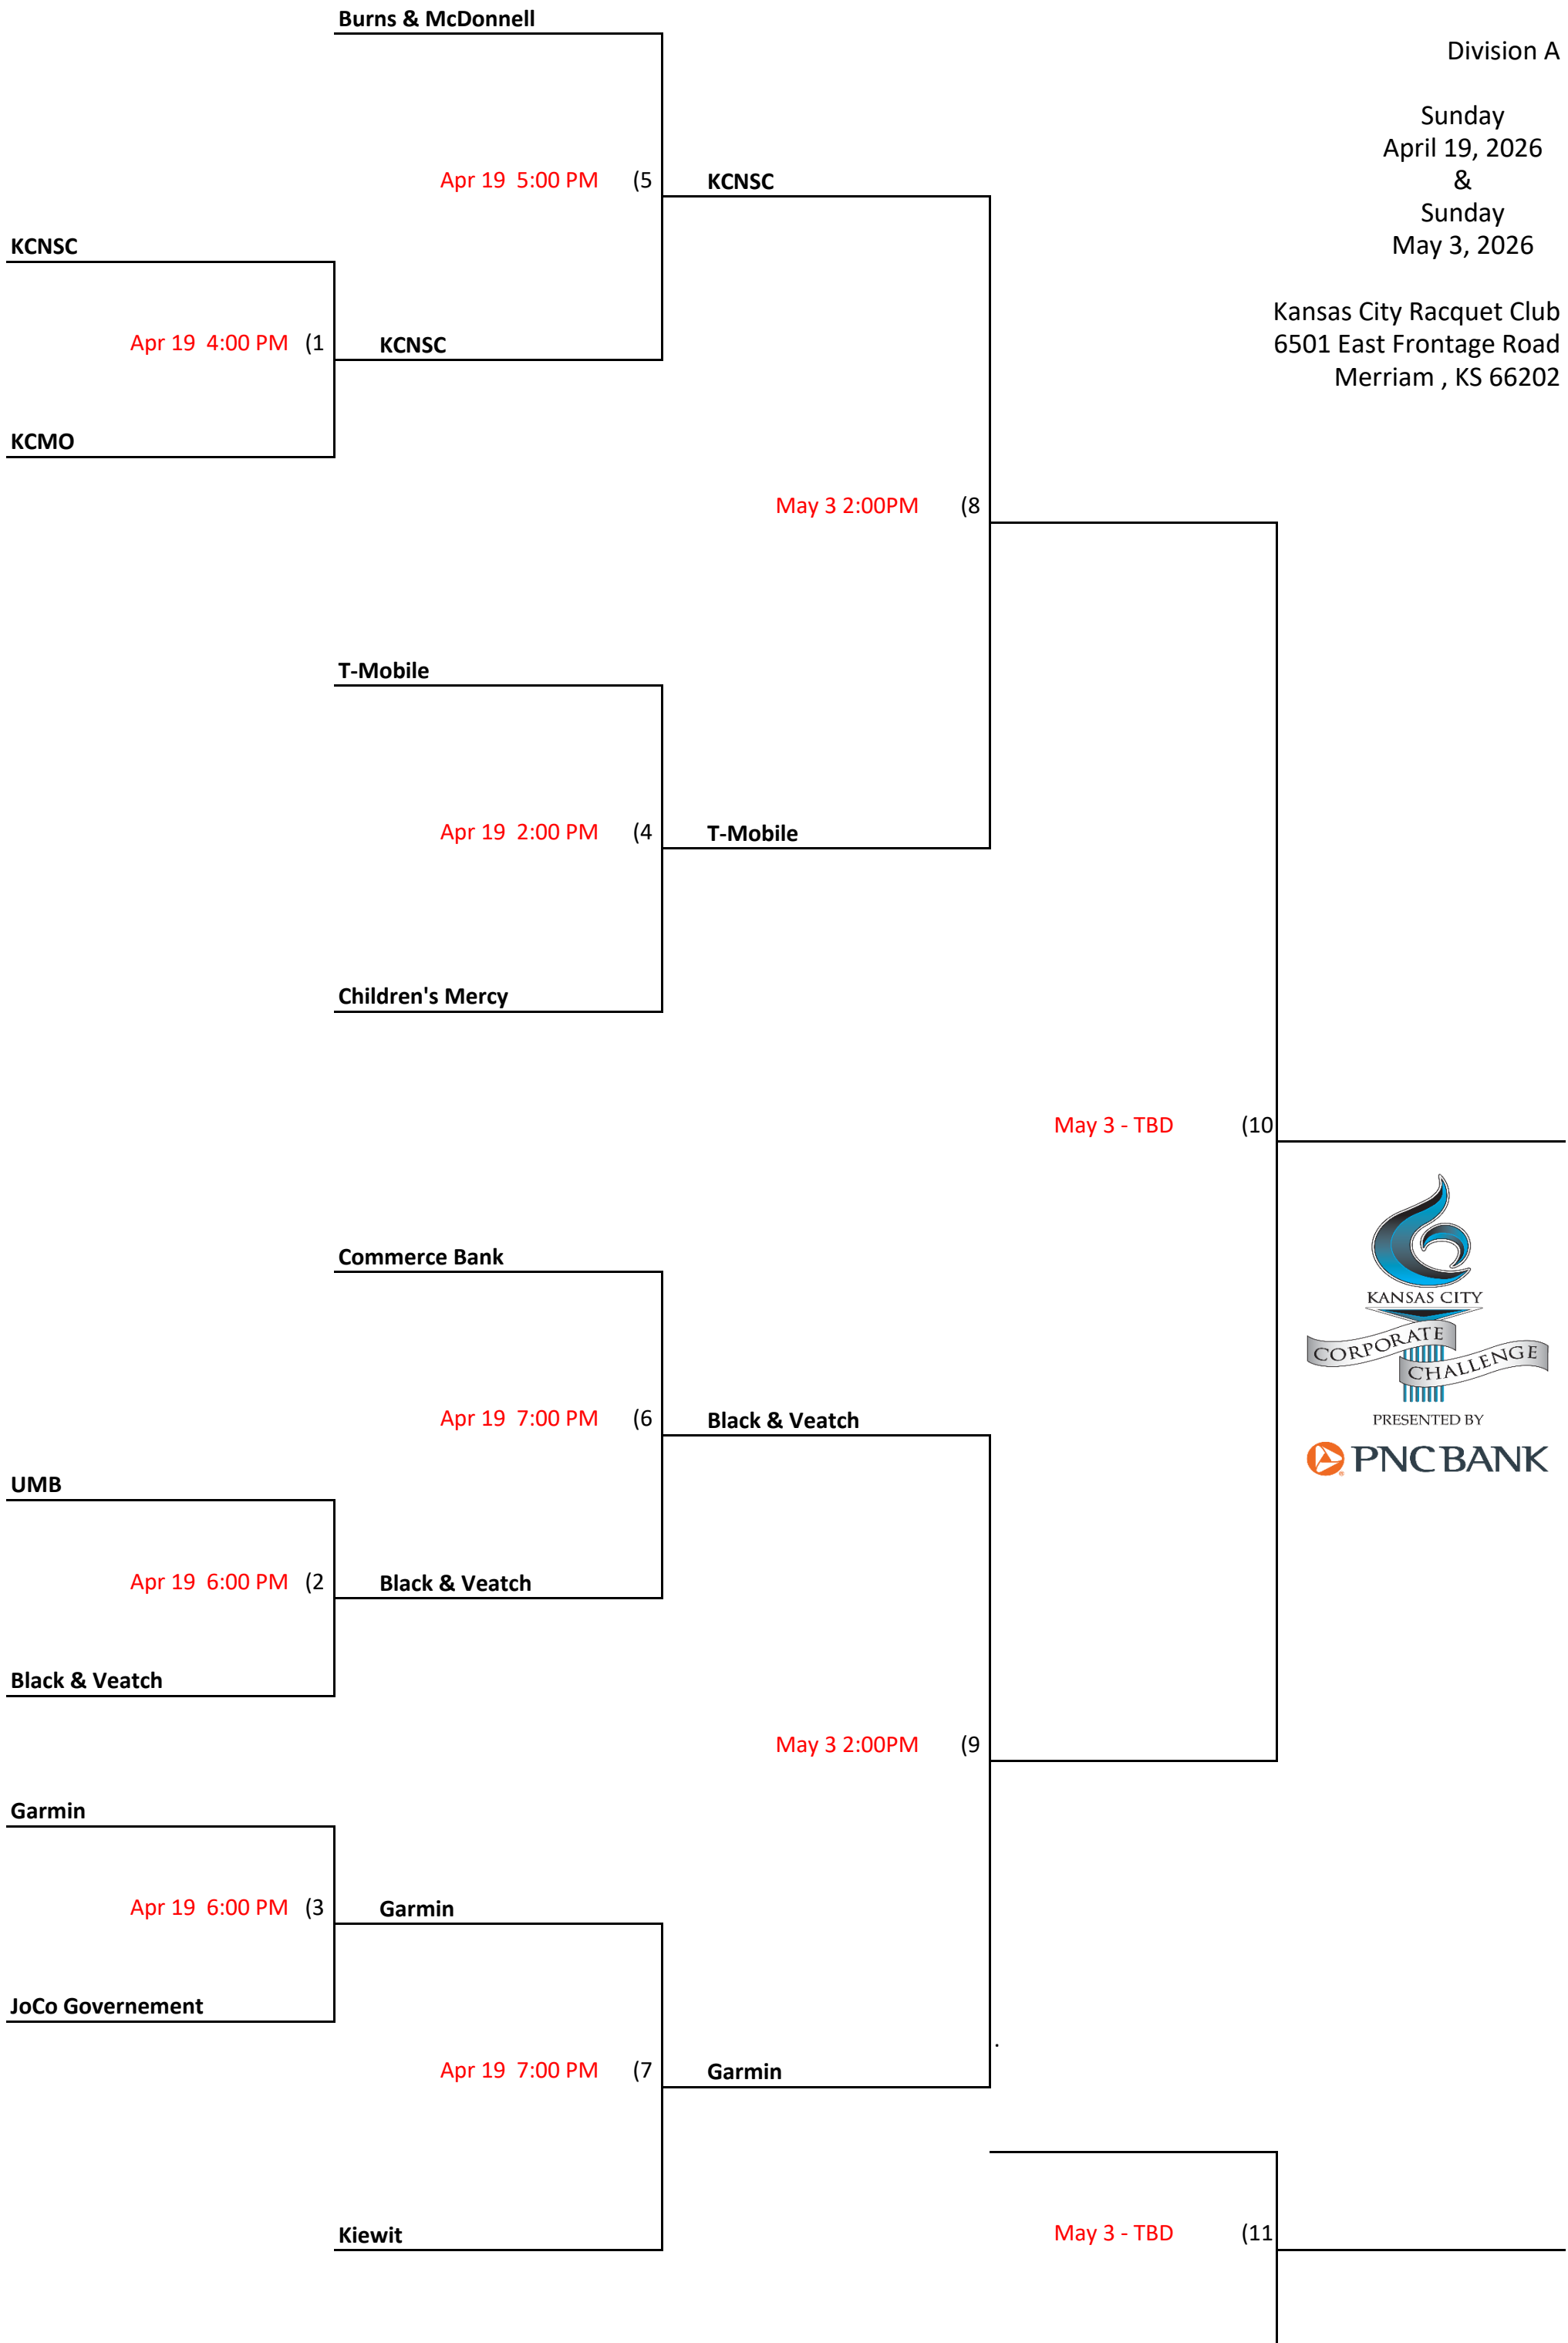 Burns & McDonnell
Division A
Sunday
April 19, 2026
&
Sunday
May 3, 2026
Kansas City Racquet Club
6501 East Frontage Road
Merriam , KS 66202
Apr 19  5:00 PM (5
KCNSC
KCNSC
Apr 19  4:00 PM (1
KCNSC
KCMO
May 3 2:00PM (8
T-Mobile
Apr 19  2:00 PM (4
T-Mobile
Children's Mercy
May 3 - TBD (10
KANSAS CITY
CORPORATE
CHALLENGE
PRESENTED BY
PNC BANK
Commerce Bank
Apr 19  7:00 PM (6
Black & Veatch
UMB
Apr 19  6:00 PM (2
Black & Veatch
Black & Veatch
May 3 2:00PM (9
Garmin
Apr 19  6:00 PM (3
Garmin
JoCo Governement
.
Apr 19  7:00 PM (7
Garmin
Kiewit
May 3 - TBD (11